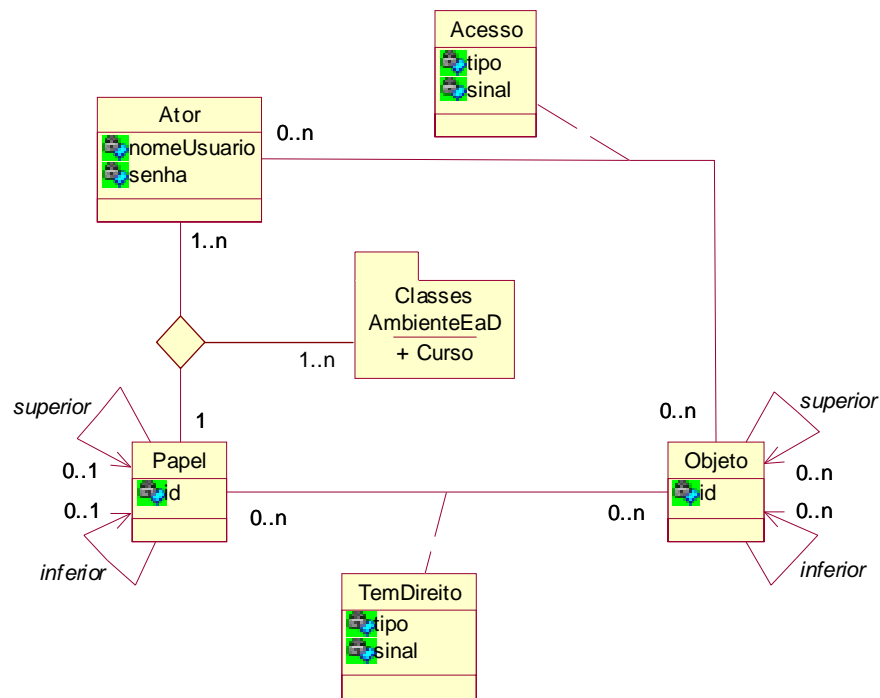 Acesso
tipo
sinal
Ator
nomeUsuario
senha
0..n
1..n
Classes
AmbienteEaD
+ Curso
1..n
superior
1
0..n
superior
0..1
Papel
id
0..1
0..n
inferior
Objeto
id
0..n
0..n
0..n
inferior
TemDireito
tipo
sinal